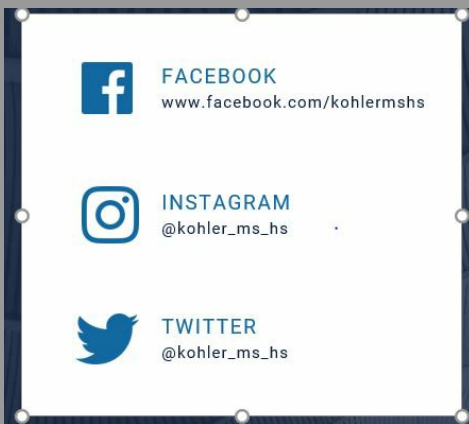 FACEBOOK
www.facebook.com/kohlermshs
INSTAGRAM
@kohler_ms_hs
TWITTER
@kohler_ms_hs